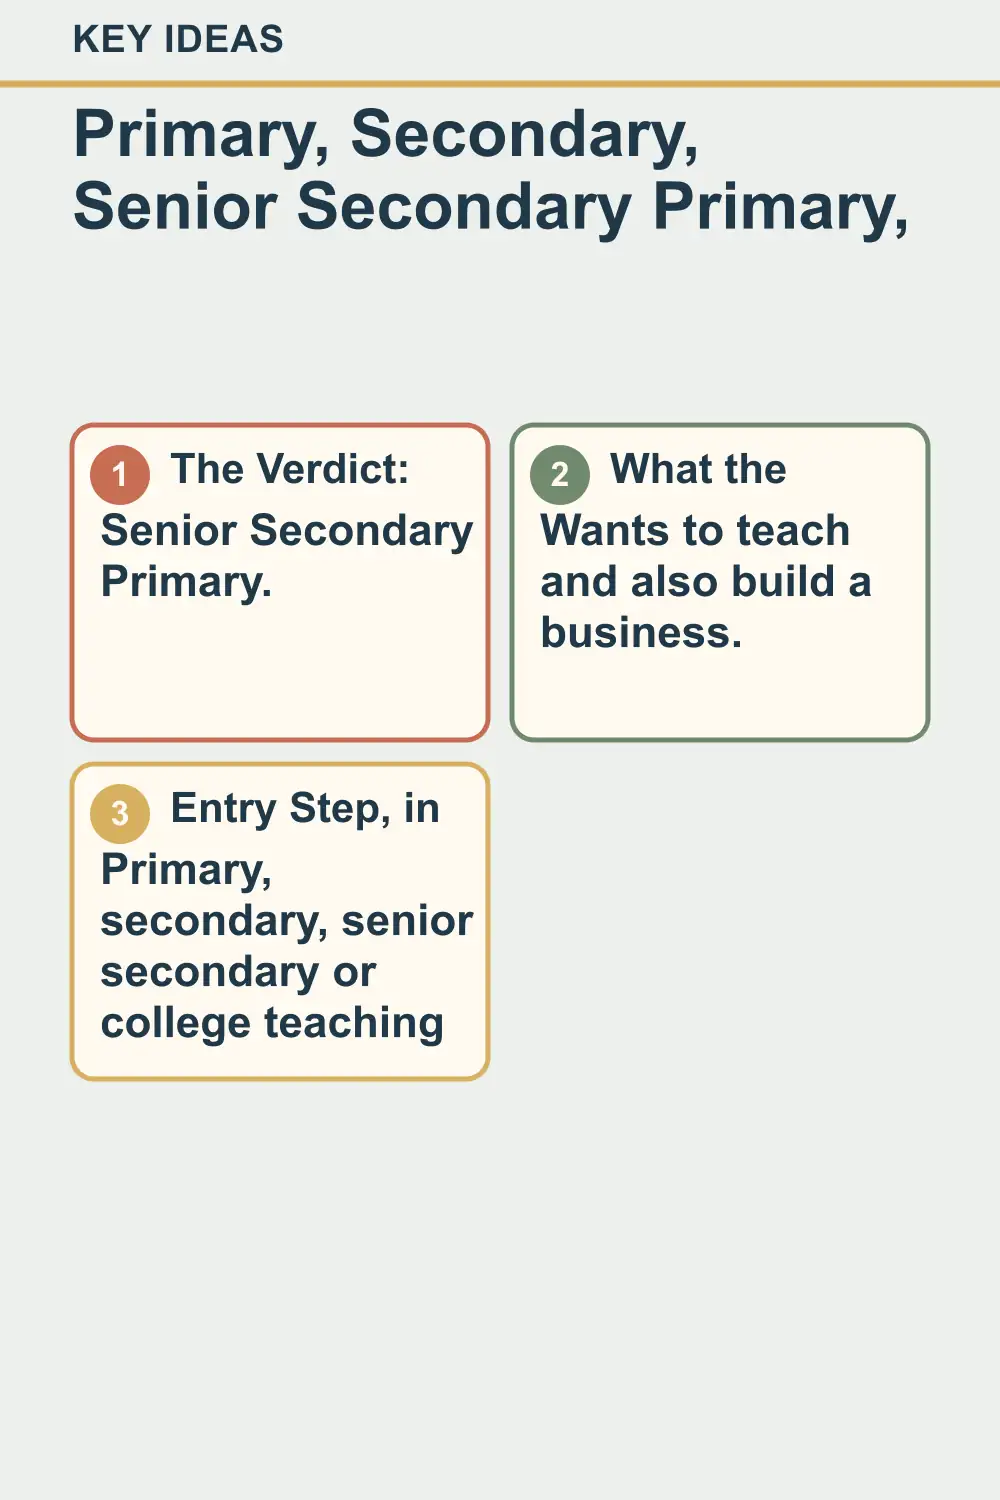 KEY IDEAS
Primary, Secondary,
Senior Secondary Primary,
1 The Verdict:
Senior Secondary
Primary.
2 What the
Wants to teach
and also build a
business.
3 Entry Step, in
Primary,
secondary, senior
secondary or
college teaching